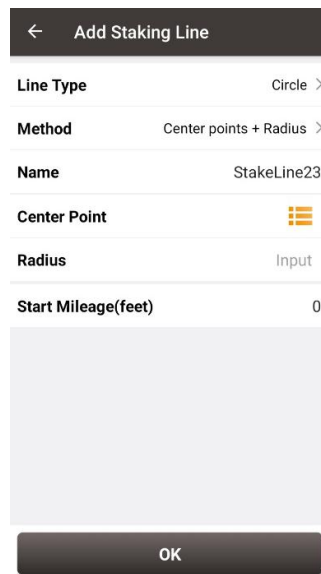 Add Staking Line
Line Type Circle
Method Center points + Radius
Name StakeLine23
Center Point
Radius Input
Start Mileage(feet) 0
OK